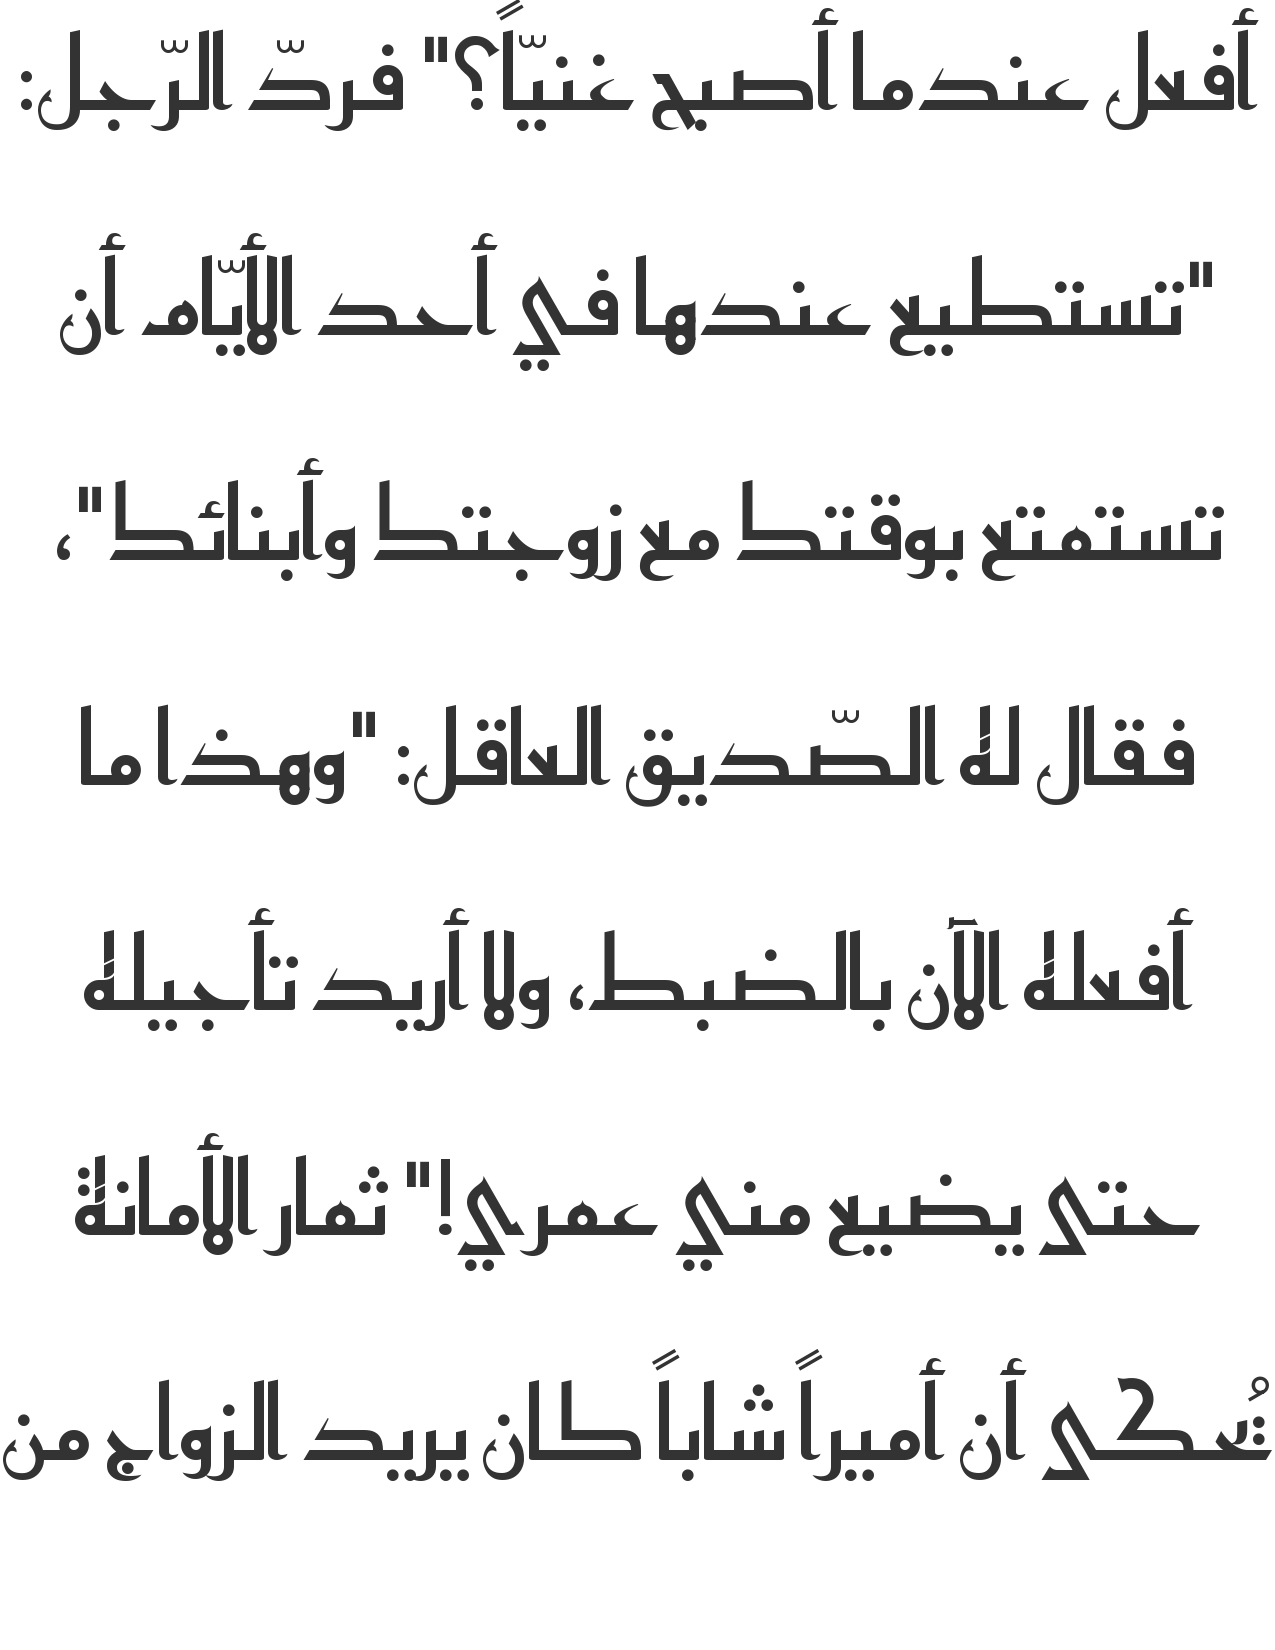 أفعل عندما أصبح غنيّاً؟" فردّ الرّجل:
"تستطيع عندها في أحد الأيّام أن
تستمتع بوقتك مع زوجتك وأبنائك"،
فقال له الصّديق العاقل: "وهذا ما
أفعله الآن بالضبط، ولا أريد تأجيله
حتى يضيع مني عمري!" ثمار الأمانة
يُحكى أن أميراً شاباً كان يريد الزواج من